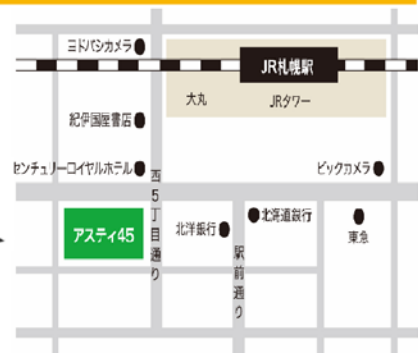 ヨドバシカメラ
JR札幌駅
大丸
JRタワー
紀伊国屋書店
センチュリーロイヤルホテル
ビックカメラ
西5丁目通り
アスティ45
北洋銀行
北海道銀行
東急
駅前通り